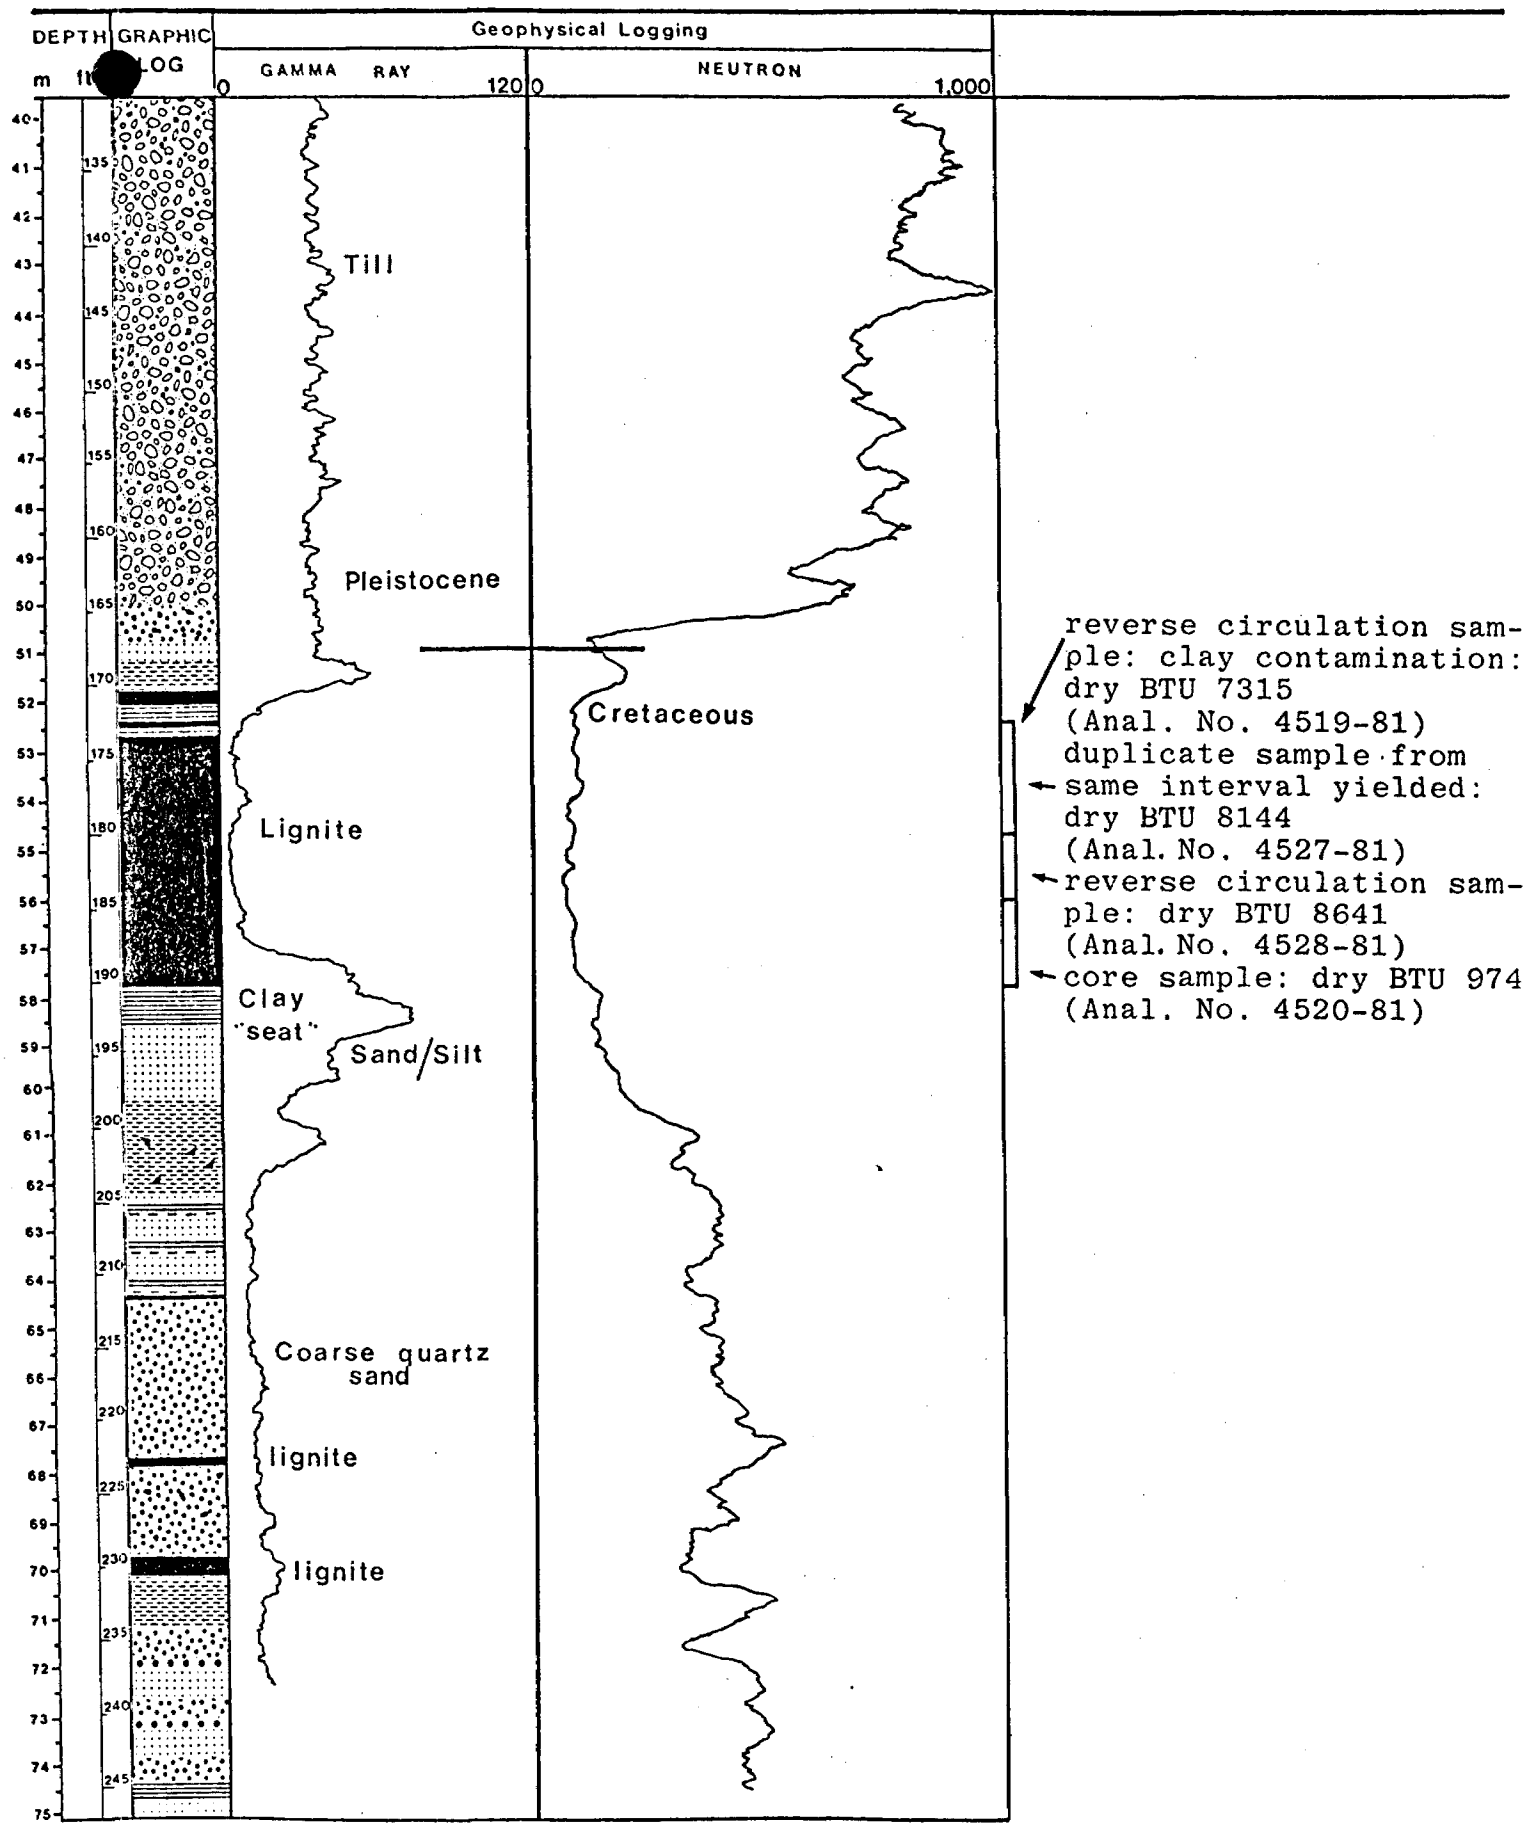 DEPTH GRAPHIC LOG
Geophysical Logging
m ft
GAMMA RAY
NEUTRON
0 120 0 1,000
40
41
42
43
44
45
46
47
48
49
50
51
52
53
54
55
56
57
58
59
60
61
62
63
64
65
66
67
68
69
70
71
72
73
74
75
135
140
145
150
155
160
165
170
175
180
185
190
195
200
205
210
215
220
225
230
235
240
245
Till
Pleistocene
Cretaceous
Lignite
Clay
"seat"
Sand/Silt
Coarse quartz
sand
lignite
lignite
reverse circulation sam-
ple: clay contamination:
dry BTU 7315
(Anal. No. 4519-81)
duplicate sample from
same interval yielded:
dry BTU 8144
(Anal. No. 4527-81)
reverse circulation sam-
ple: dry BTU 8641
(Anal. No. 4528-81)
core sample: dry BTU 974
(Anal. No. 4520-81)